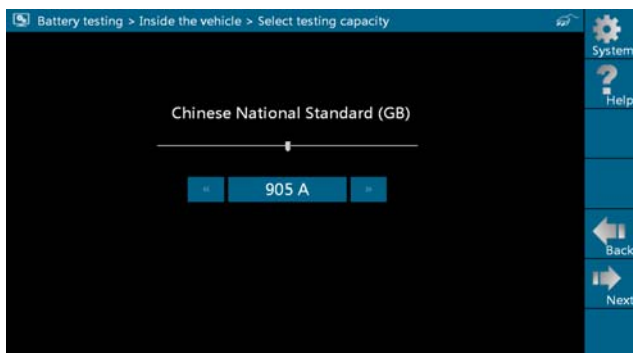 Battery testing > Inside the vehicle > Select testing capacity
System
Help
Chinese National Standard (GB)
« 905 A »
Back
Next